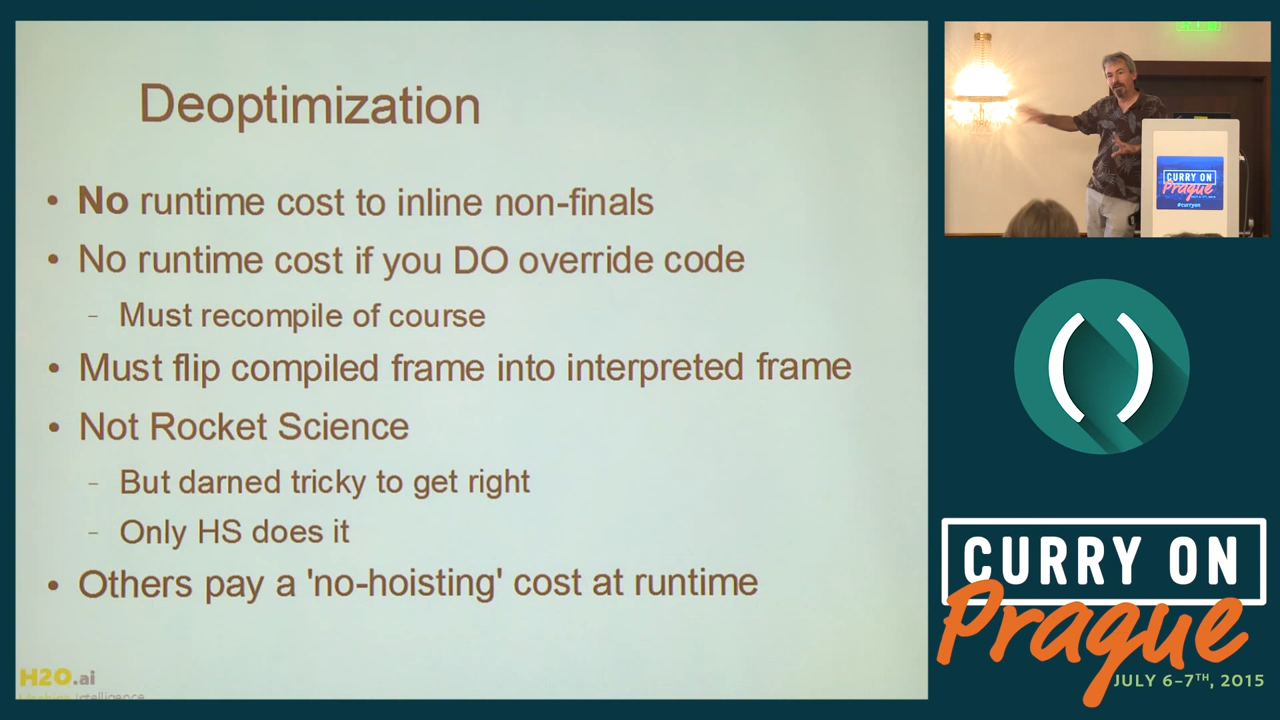 Deoptimization
• No runtime cost to inline non-finals
• No runtime cost if you DO override code
– Must recompile of course
• Must flip compiled frame into interpreted frame
• Not Rocket Science
– But darned tricky to get right
– Only HS does it
• Others pay a 'no-hoisting' cost at runtime
H2O.ai
Machine Intelligence
CURRY ON
Prague
#curryon
( )
CURRY ON
Prague
JULY 6–7TH, 2015